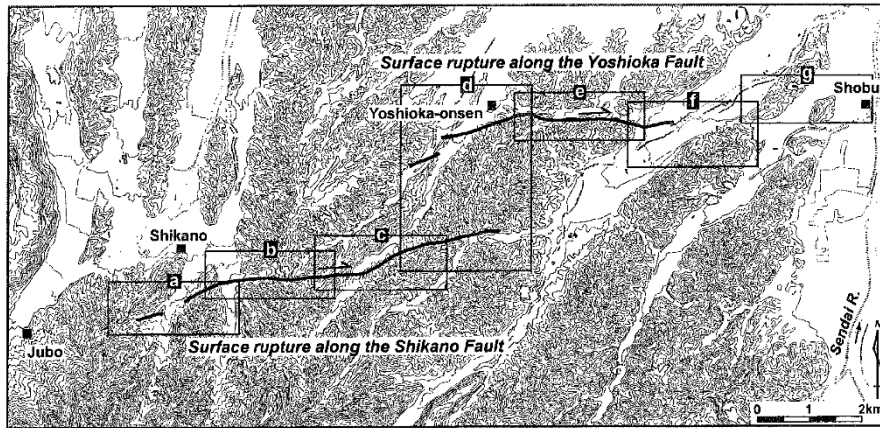 Surface rupture along the Yoshioka Fault
d
e
g
Shobu
Yoshioka-onsen
f
Shikano
c
b
a
Jubo
Surface rupture along the Shikano Fault
Sendai R.
N
0 1 2km